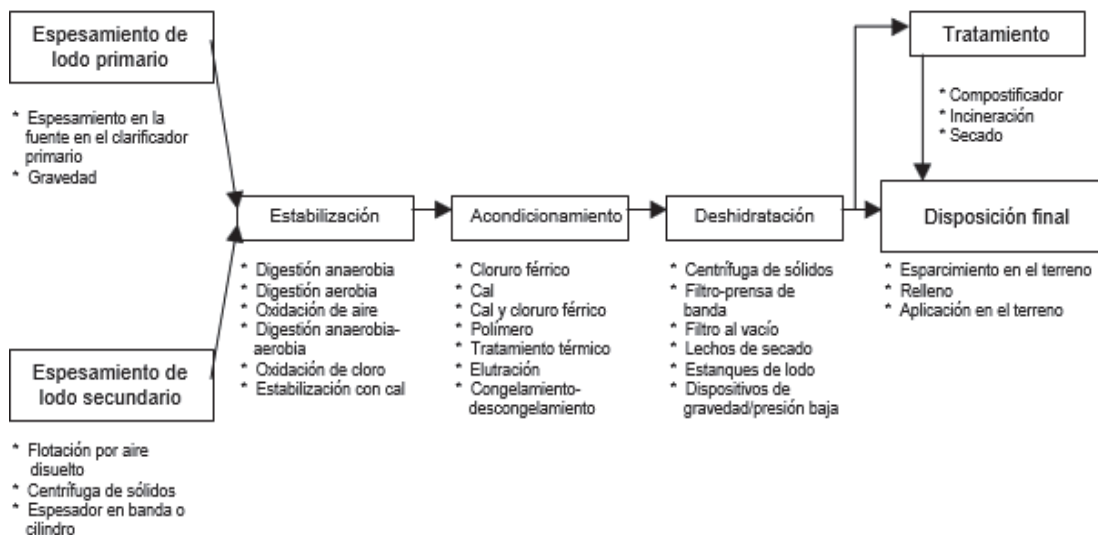 Espesamiento de
lodo primario
* Espesamiento en la
fuente en el clarificador
primario
* Gravedad
Espesamiento de
lodo secundario
* Flotación por aire
disuelto
* Centrífuga de sólidos
* Espesador en banda o
cilindro
Estabilización
* Digestión anaerobia
* Digestión aerobia
* Oxidación de aire
* Digestión anaerobia-
aerobia
* Oxidación de cloro
* Estabilización con cal
Acondicionamiento
* Cloruro férrico
* Cal
* Cal y cloruro férrico
* Polímero
* Tratamiento térmico
* Elutración
* Congelamiento-
descongelamiento
Deshidratación
* Centrífuga de sólidos
* Filtro-prensa de
banda
* Filtro al vacío
* Lechos de secado
* Estanques de lodo
* Dispositivos de
gravedad/presión baja
Tratamiento
* Compostificador
* Incineración
* Secado
Disposición final
* Esparcimiento en el terreno
* Relleno
* Aplicación en el terreno